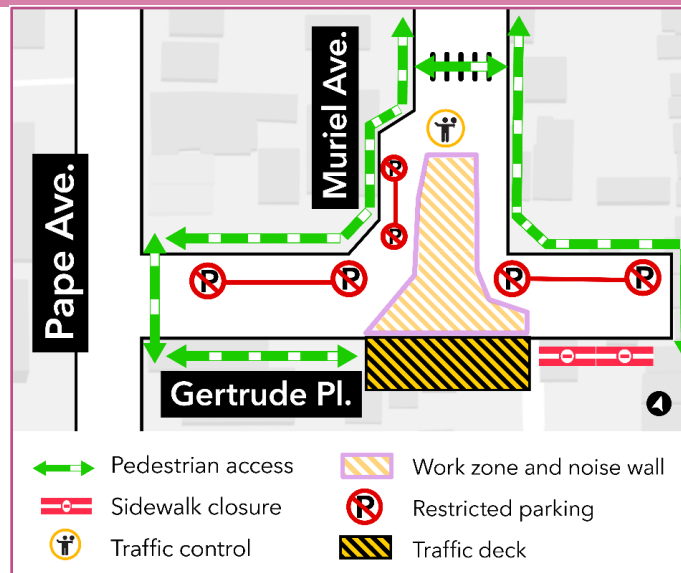 Muriel Ave.
Pape Ave.
P
P
P P P P
Gertrude Pl.
Pedestrian access
Work zone and noise wall
Sidewalk closure
P Restricted parking
Traffic control
Traffic deck